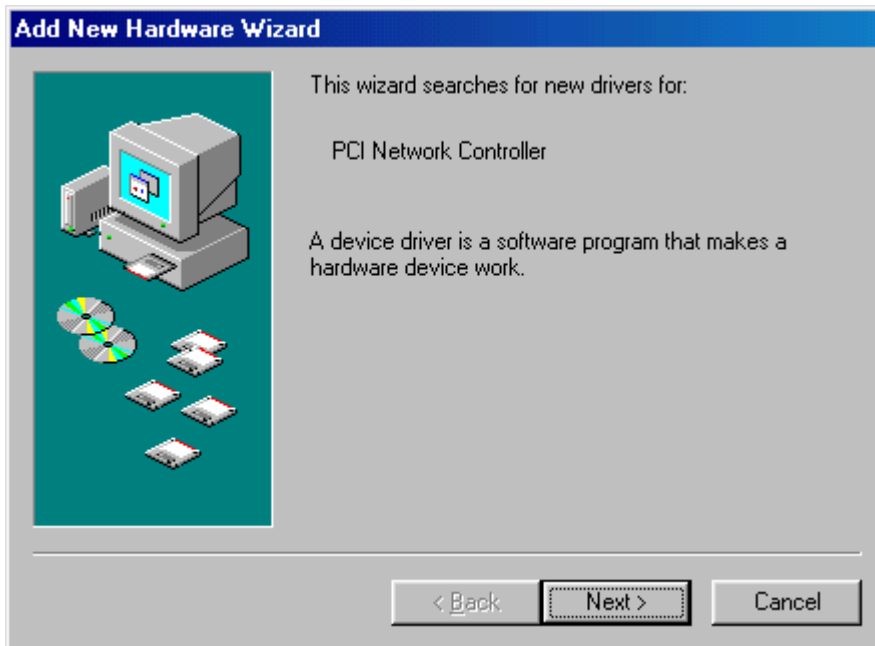 Add New Hardware Wizard
This wizard searches for new drivers for:
PCI Network Controller
A device driver is a software program that makes a
hardware device work.
< Back
Next >
Cancel